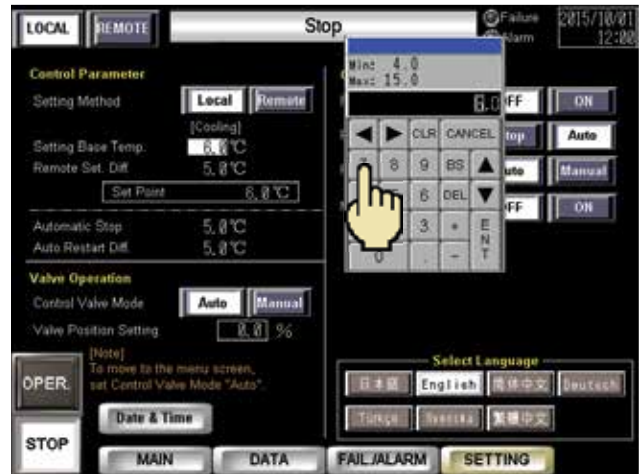 LOCAL REMOTE Stop Failure 2015/10/01
Alarm 12:00
Control Parameter
Min: 4.0
Max: 15.0
6.0
Setting Method Local Remote
OFF ON
[Cooling]
Setting Base Temp. 6.0℃
Stop Auto
Remote Set. Diff. 5.0℃
Auto Manual
Set Point 6.0℃
OFF ON
◀ ▶ CLR CANCEL
7 8 9 BS ▲
6 DEL ▼
3 + ENT
0 . -
Automatic Stop 5.0℃
Auto Restart Diff. 5.0℃
Valve Operation
Control Valve Mode Auto Manual
Valve Position Setting 0.0 %
[Note]
To move to the menu screen,
set Control Valve Mode "Auto".
Select Language
日本語 English 简体中文 Deutsch
Türkçe Svenska 繁體中文
OPER.
Date & Time
STOP
MAIN DATA FAIL./ALARM SETTING